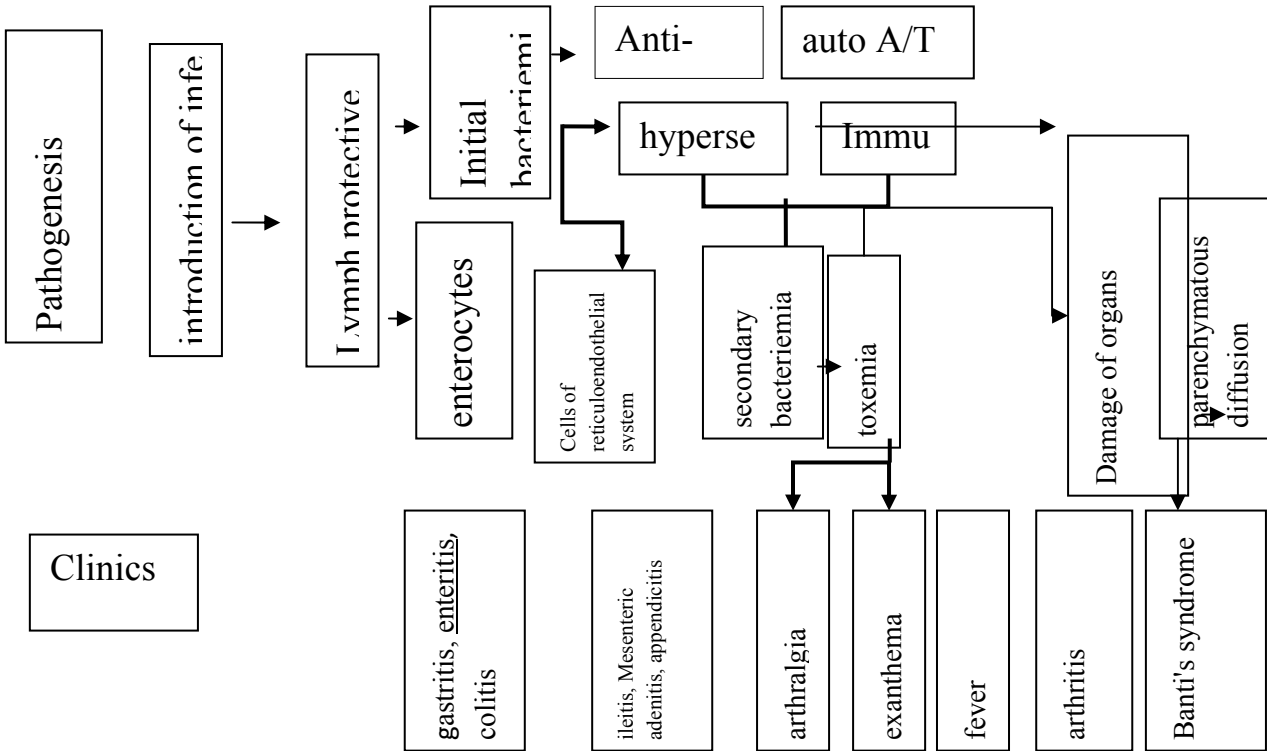 Pathogenesis
introduction of infe
Lymph protective
Initial
bacteriemi
enterocytes
Anti-
auto A/T
hyperse
Immu
Cells of
reticuloendothelial
system
secondary
bacteriemia
toxemia
Damage of organs
parenchymatous
diffusion
Clinics
gastritis, enteritis,
colitis
ileitis, Mesenteric
adenitis, appendicitis
arthralgia
exanthema
fever
arthritis
Banti's syndrome